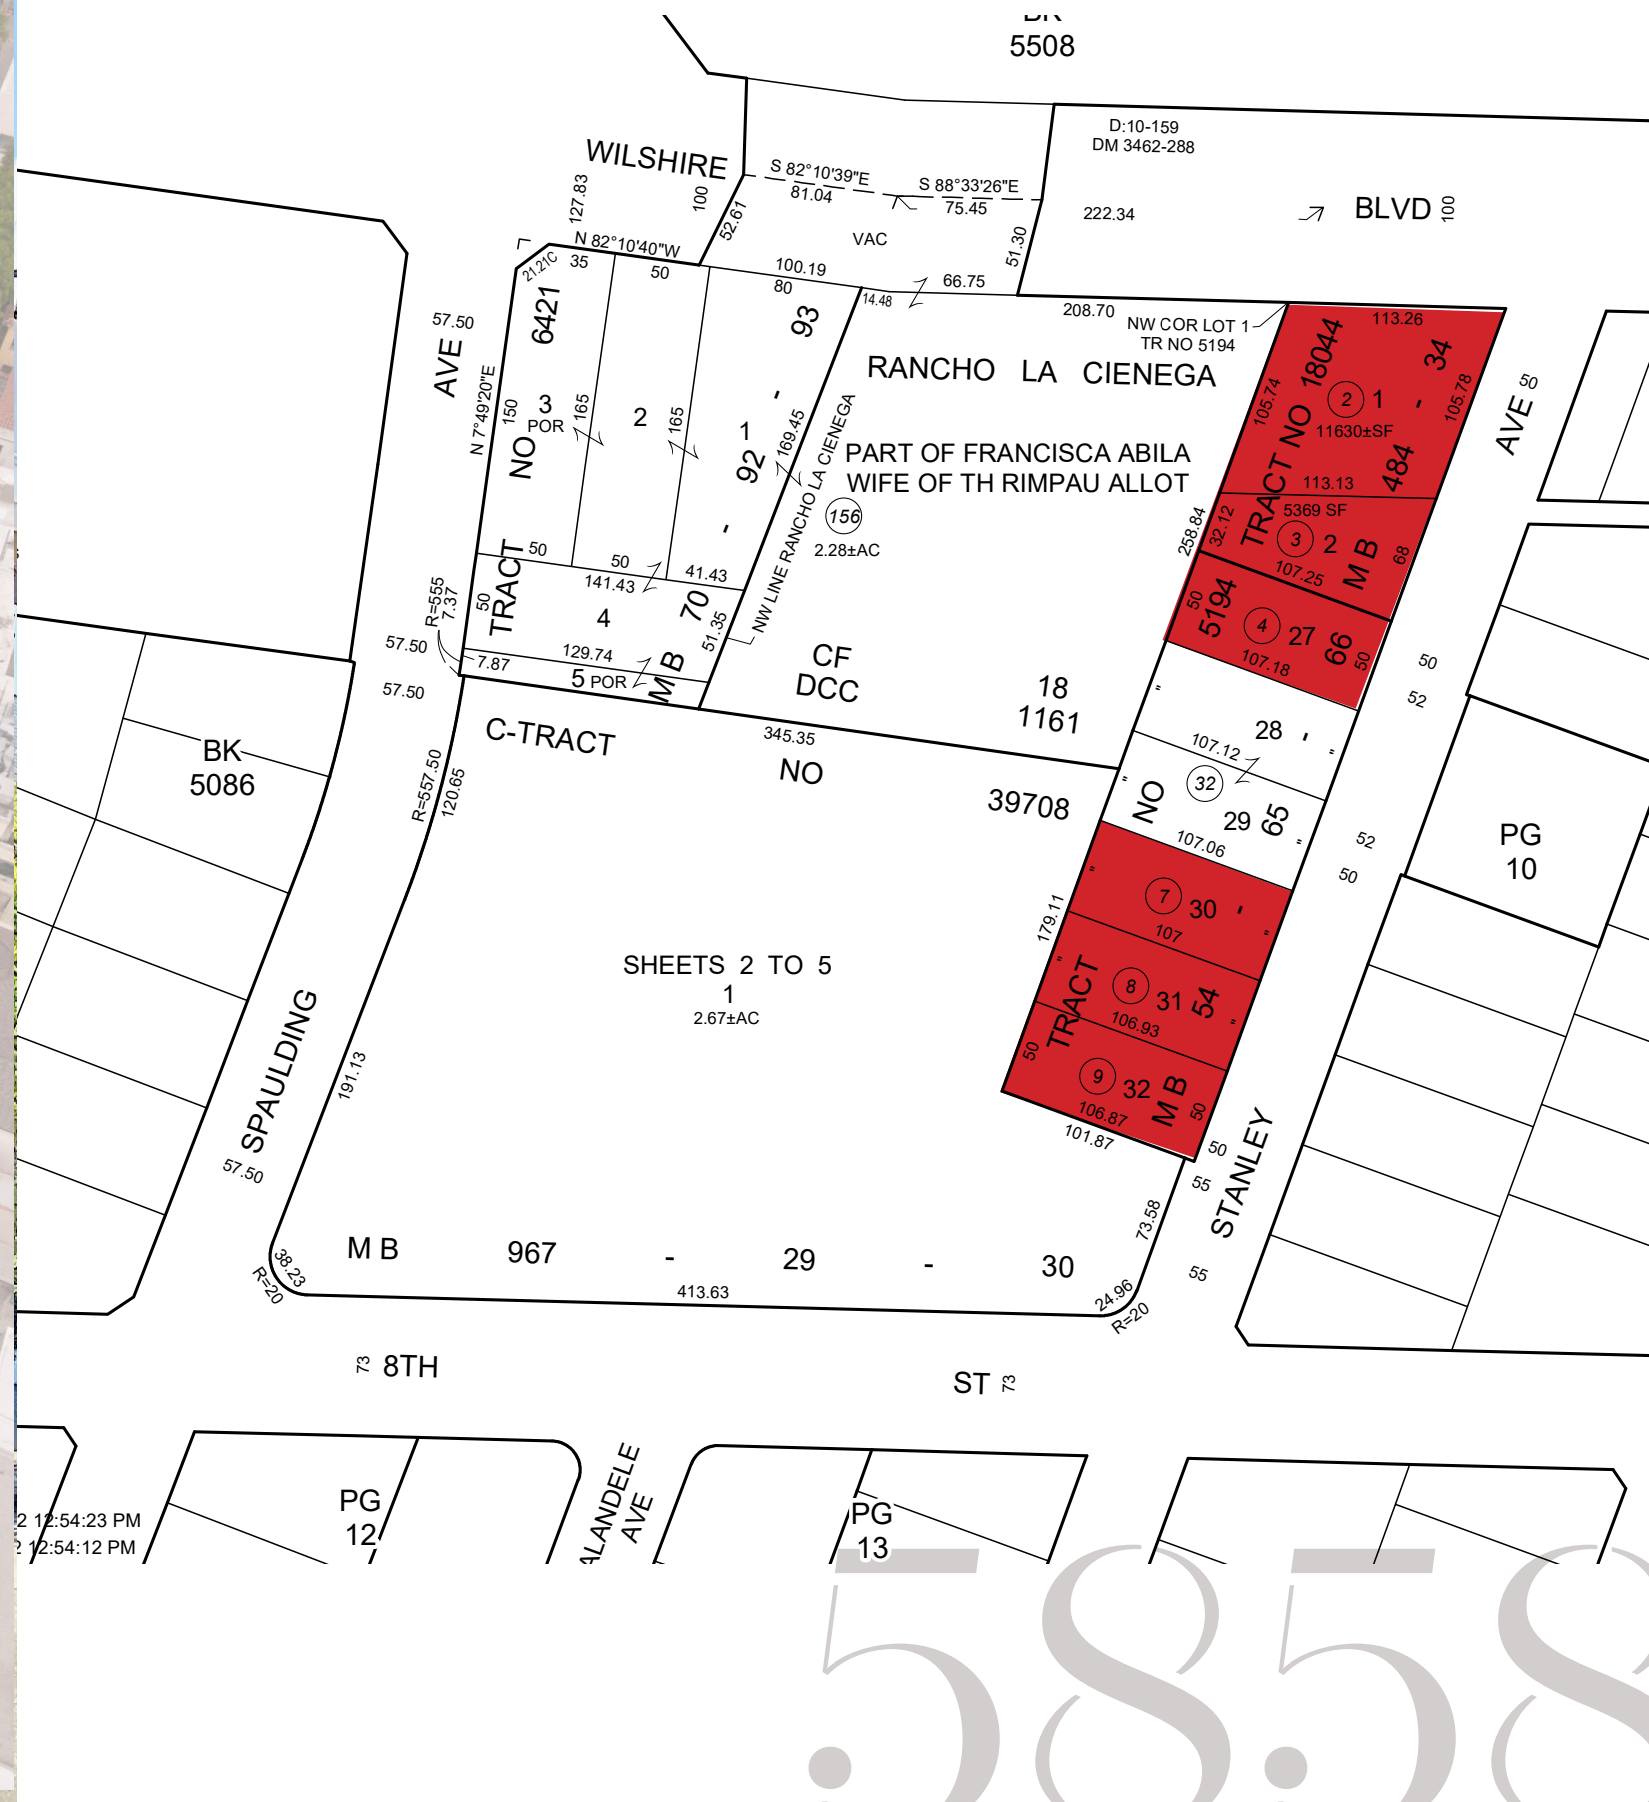 5508
D:10-159
DM 3462-288
WILSHIRE
127.83
100
52.61
S 82°10'39"E
81.04
S 88°33'26"E
75.45
222.34
BLVD
100
VAC
51.30
N 82°10'40"W
21.21C
35
50
100.19
80
14.48
66.75
208.70
NW COR LOT 1
TR NO 5194
113.26
57.50
AVE
6421
93
RANCHO LA CIENEGA
18044
34
50
AVE
N 7°49'20"E
150
3
POR
165
2
165
1
169.45
105.74
2
1
-
11630±SF
105.78
NO
92
-
-
NW LINE RANCHO LA CIENEGA
PART OF FRANCISCA ABILA
WIFE OF TH RIMPAU ALLOT
156
2.28±AC
TRACT NO
484
113.13
5369 SF
32.12
258.84
3
2
M B
68
107.25
50
50
41.43
141.43
R=555
7.37
50
TRACT
4
70
51.35
50
5194
4
27
66
50
107.18
57.50
129.74
7.87
5 POR
M B
57.50
CF
DCC
18
1161
50
52
"
28
-
"
107.12
C-TRACT
345.35
NO
39708
BK
5086
R=557.50
120.65
"
NO
32
29
65
"
107.06
52
50
PG
10
"
7
30
-
"
107
179.11
SHEETS 2 TO 5
1
2.67±AC
"
TRACT
8
31
54
"
106.93
50
9
32
M B
50
106.87
101.87
SPAULDING
191.13
57.50
50
55
STANLEY
73.58
55
M B
967
-
29
-
30
38.23
R=20
413.63
24.96
R=20
73
8TH
ST
73
PG
12
ALANDELE
AVE
PG
13
2 12:54:23 PM
12:54:12 PM
5858